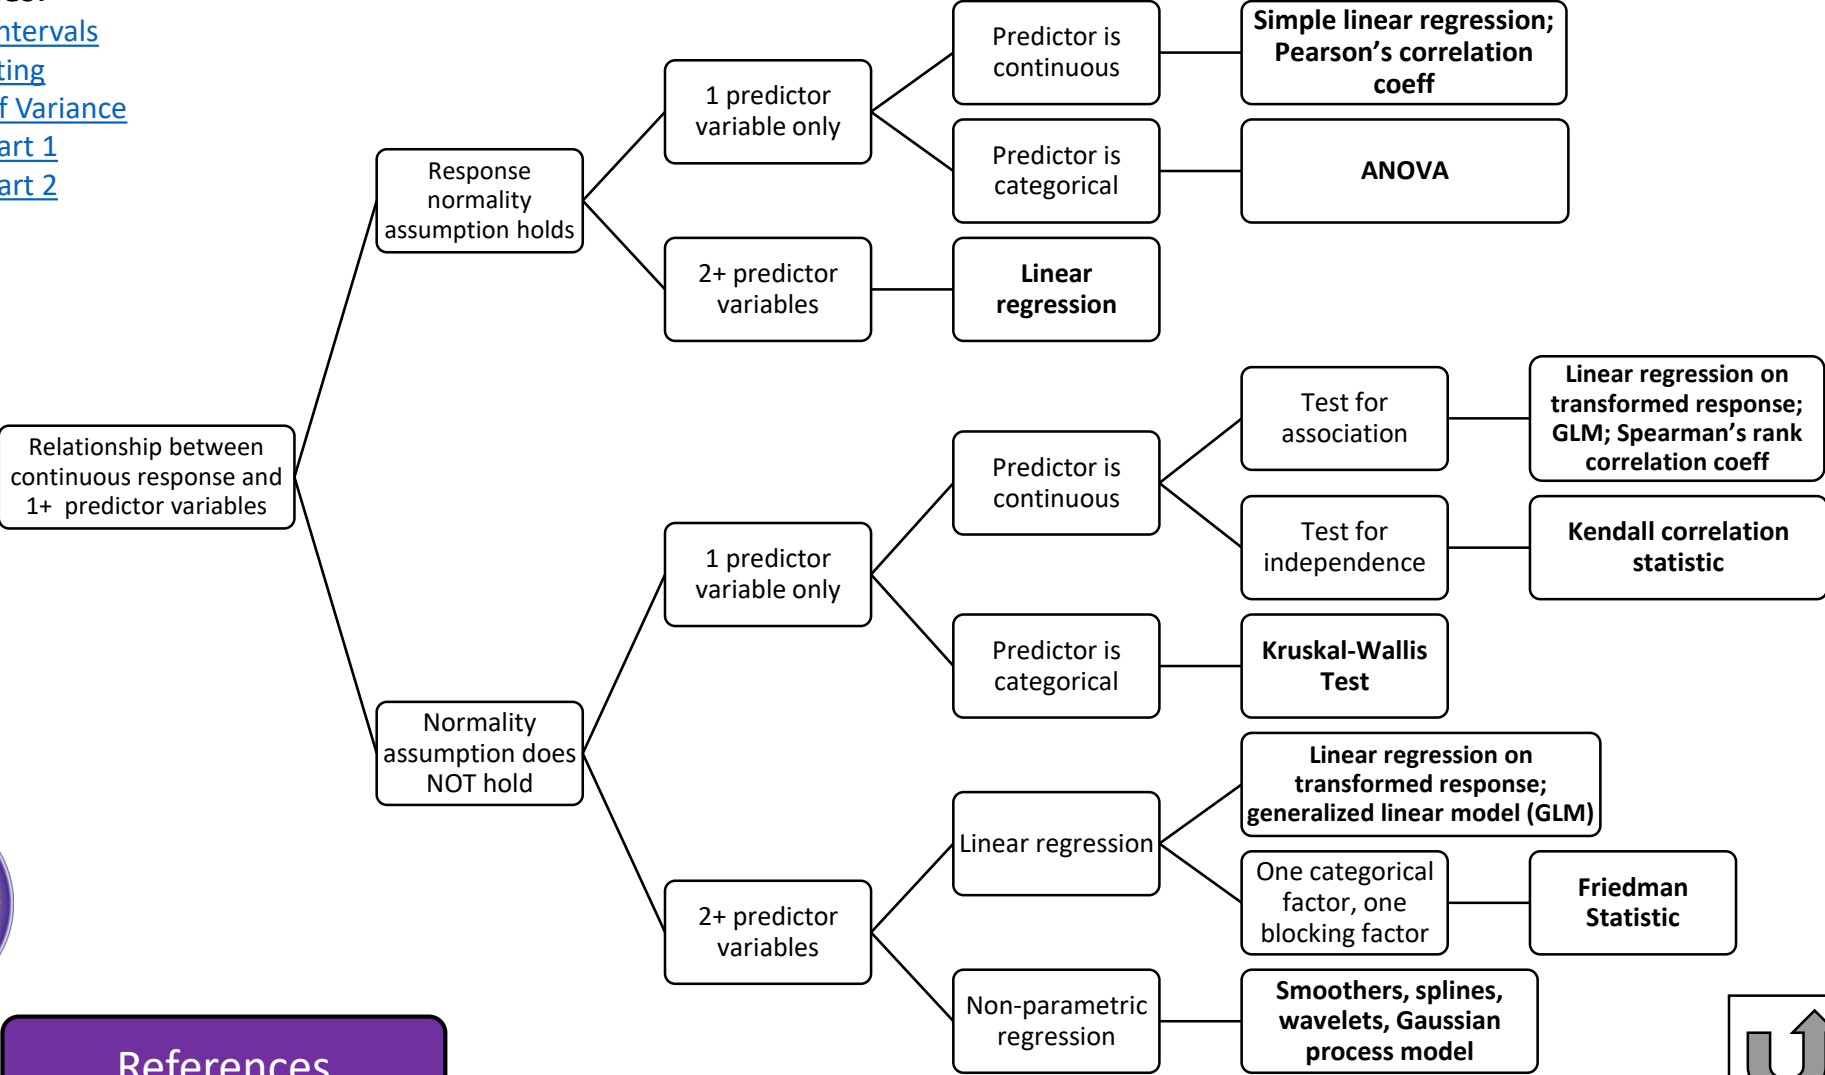 ntervals
ting
f Variance
art 1
art 2
Relationship between
continuous response and
1+ predictor variables
Response
normality
assumption holds
1 predictor
variable only
Predictor is
continuous
Simple linear regression;
Pearson's correlation
coeff
Predictor is
categorical
ANOVA
2+ predictor
variables
Linear
regression
Normality
assumption does
NOT hold
1 predictor
variable only
Predictor is
continuous
Test for
association
Linear regression on
transformed response;
GLM; Spearman's rank
correlation coeff
Test for
independence
Kendall correlation
statistic
Predictor is
categorical
Kruskal-Wallis
Test
2+ predictor
variables
Linear regression
Linear regression on
transformed response;
generalized linear model (GLM)
One categorical
factor, one
blocking factor
Friedman
Statistic
Non-parametric
regression
Smoothers, splines,
wavelets, Gaussian
process model
References